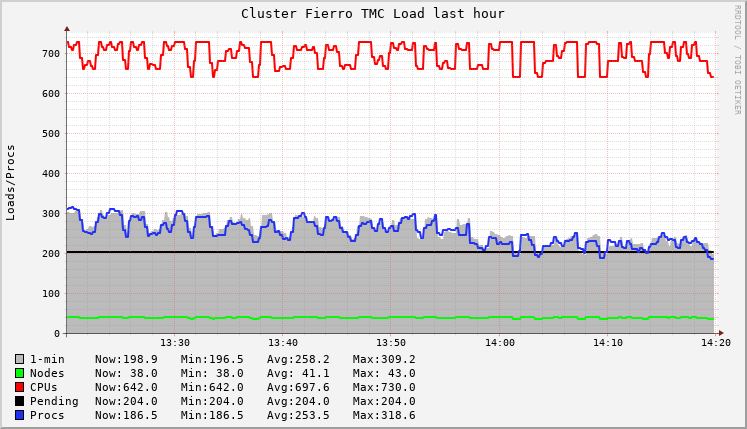 Cluster Fierro TMC Load last hour
RRDTOOL / TOBI OETIKER
Loads/Procs
700
600
500
400
300
200
100
0
13:30 13:40 13:50 14:00 14:10 14:20
1-min Now:198.9 Min:196.5 Avg:258.2 Max:309.2
Nodes Now: 38.0 Min: 38.0 Avg: 41.1 Max: 43.0
CPUs Now:642.0 Min:642.0 Avg:697.6 Max:730.0
Pending Now:204.0 Min:204.0 Avg:204.0 Max:204.0
Procs Now:186.5 Min:186.5 Avg:253.5 Max:318.6